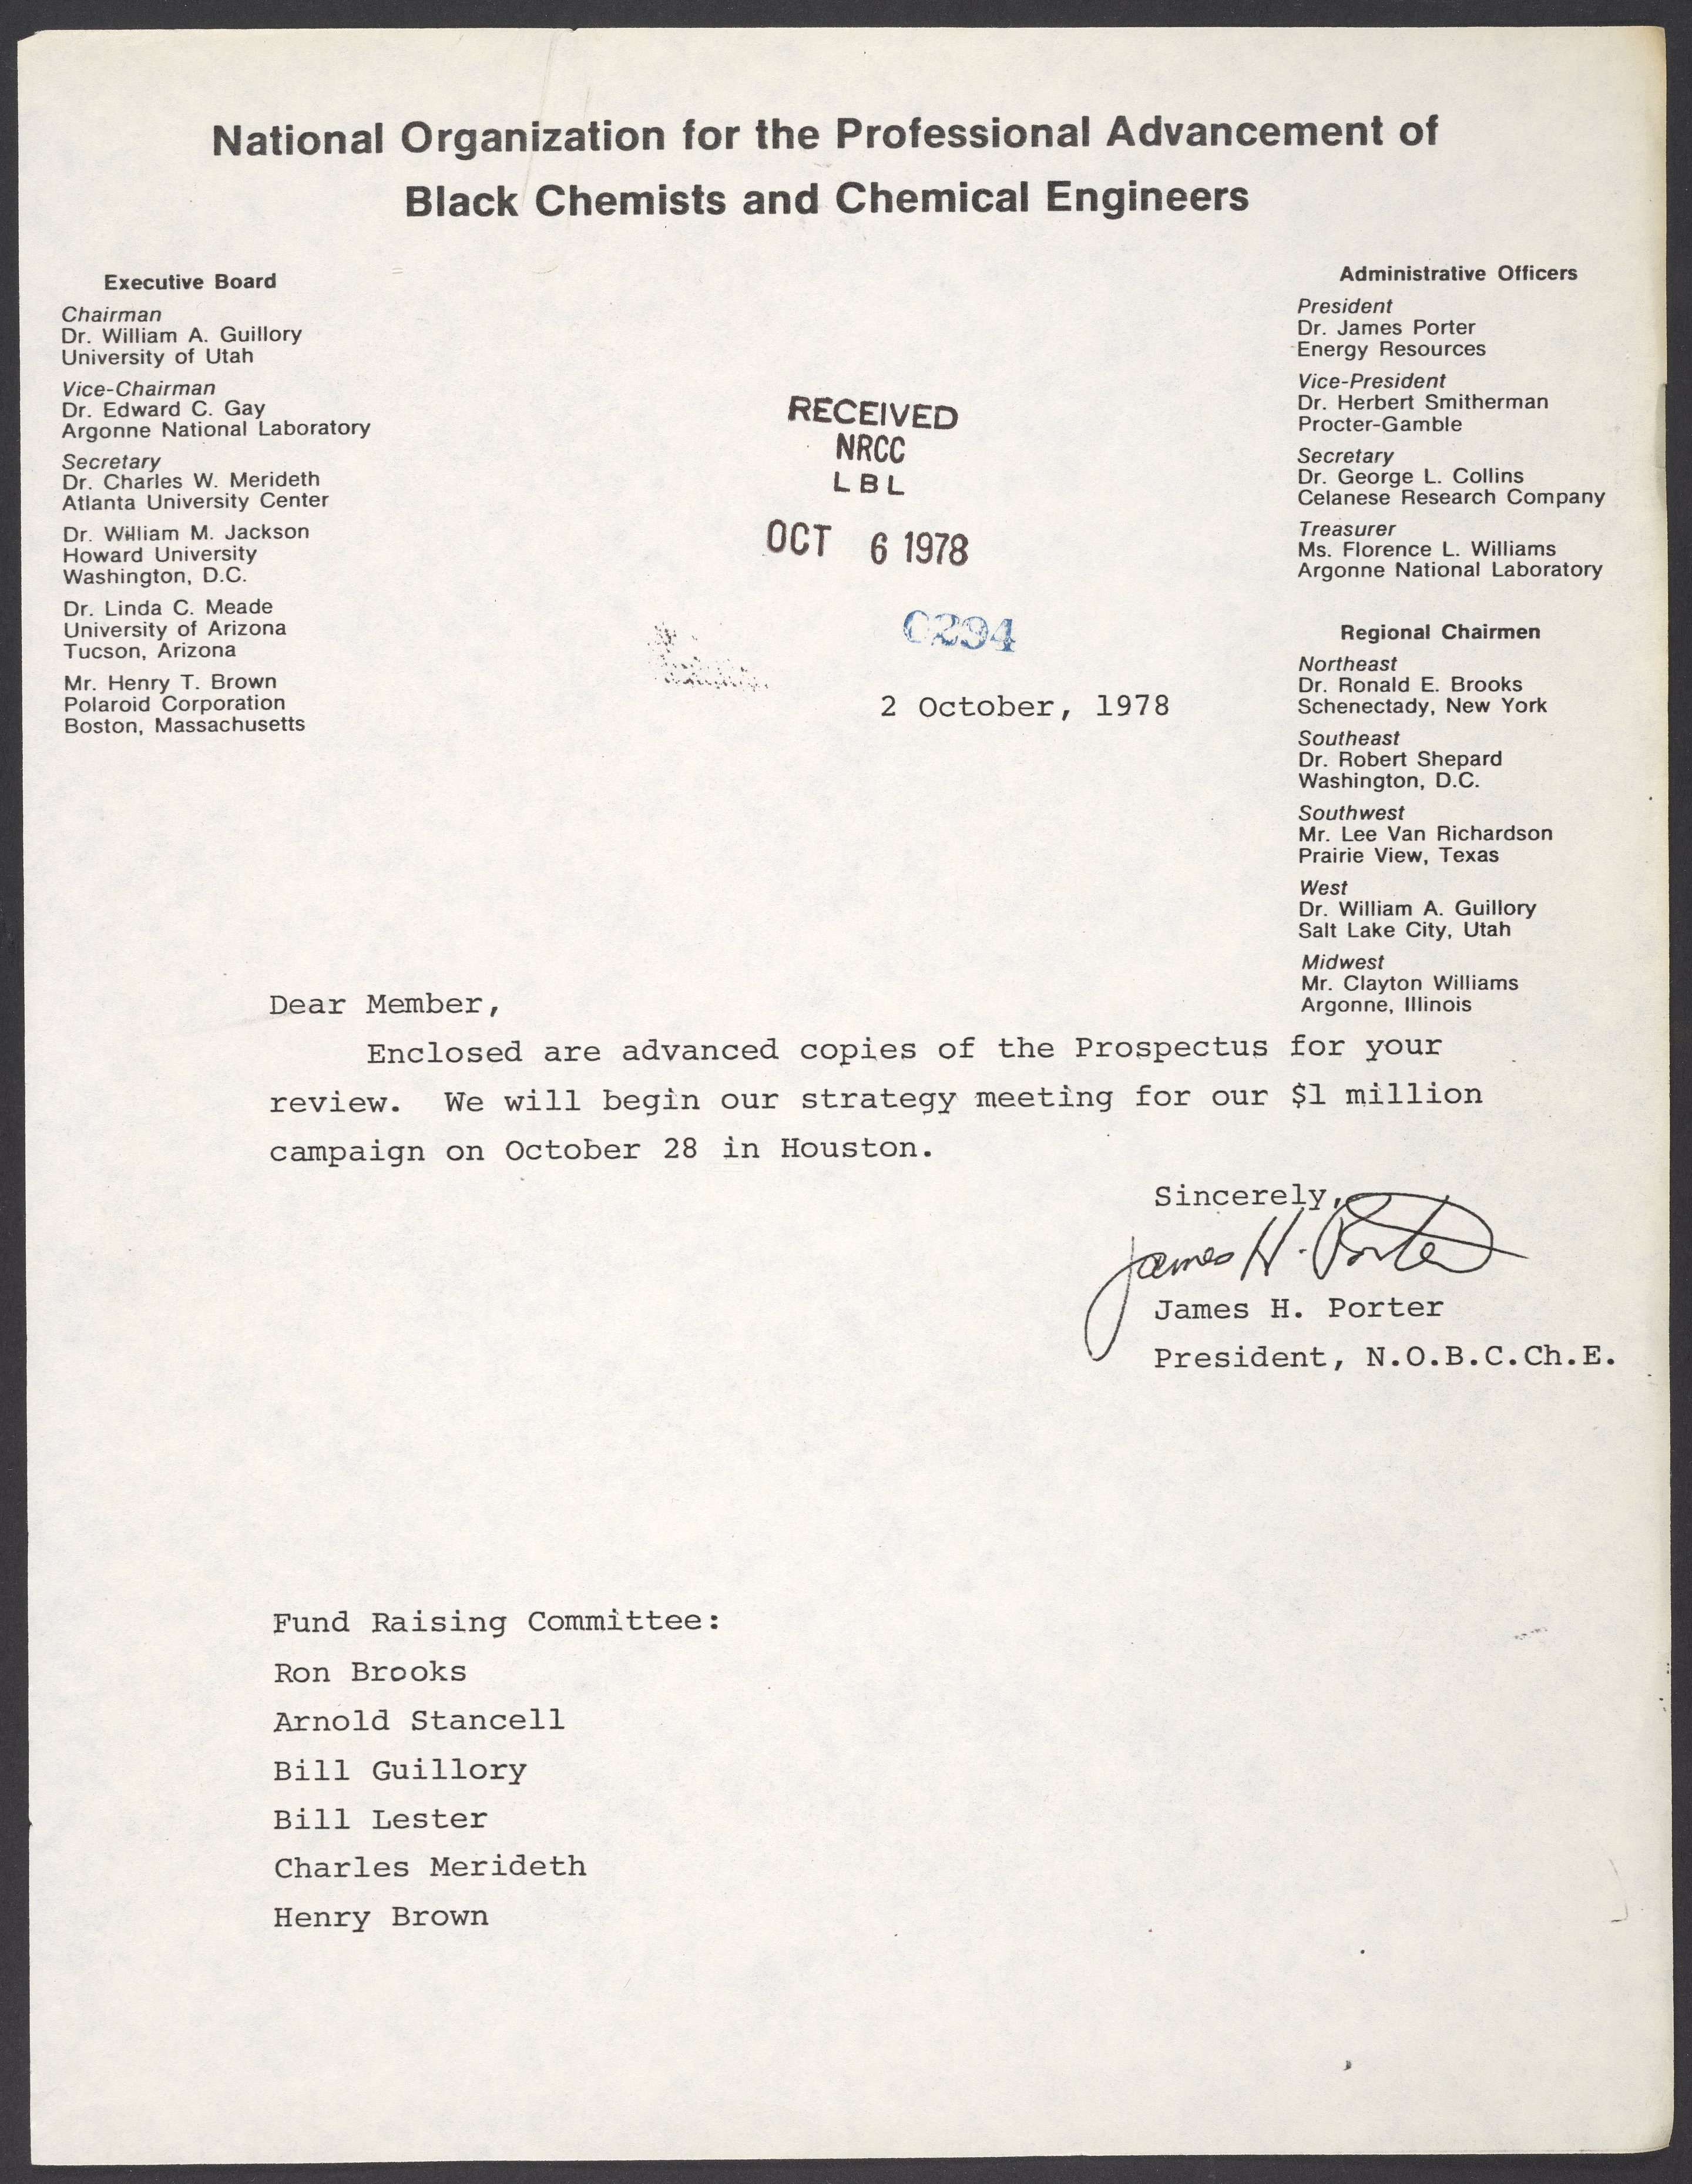 National Organization for the Professional Advancement of
Black Chemists and Chemical Engineers
Executive Board
Chairman
Dr. William A. Guillory
University of Utah
Vice-Chairman
Dr. Edward C. Gay
Argonne National Laboratory
Secretary
Dr. Charles W. Merideth
Atlanta University Center
Dr. William M. Jackson
Howard University
Washington, D.C.
Dr. Linda C. Meade
University of Arizona
Tucson, Arizona
Mr. Henry T. Brown
Polaroid Corporation
Boston, Massachusetts
RECEIVED
NRCC
LBL
OCT 6 1978
0294
2 October, 1978
Administrative Officers
President
Dr. James Porter
Energy Resources
Vice-President
Dr. Herbert Smitherman
Procter-Gamble
Secretary
Dr. George L. Collins
Celanese Research Company
Treasurer
Ms. Florence L. Williams
Argonne National Laboratory
Regional Chairmen
Northeast
Dr. Ronald E. Brooks
Schenectady, New York
Southeast
Dr. Robert Shepard
Washington, D.C.
Southwest
Mr. Lee Van Richardson
Prairie View, Texas
West
Dr. William A. Guillory
Salt Lake City, Utah
Midwest
Mr. Clayton Williams
Argonne, Illinois
Dear Member,
Enclosed are advanced copies of the Prospectus for your
review. We will begin our strategy meeting for our $1 million
campaign on October 28 in Houston.
Sincerely,
James H. Porter
James H. Porter
President, N.O.B.C.Ch.E.
Fund Raising Committee:
Ron Brooks
Arnold Stancell
Bill Guillory
Bill Lester
Charles Merideth
Henry Brown